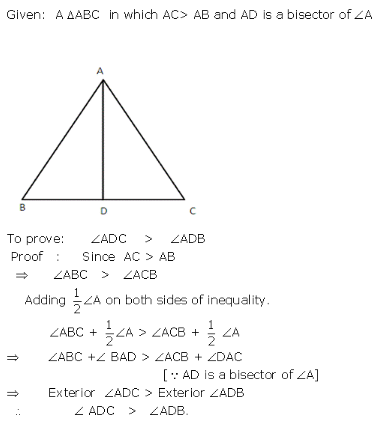 Given: A ΔABC in which AC> AB and AD is a bisector of ∠A
A
B
D
C
To prove: ∠ADC > ∠ADB
Proof : Since AC > AB
⇒ ∠ABC > ∠ACB
Adding 1/2 ∠A on both sides of inequality.
∠ABC + 1/2 ∠A > ∠ACB + 1/2 ∠A
⇒ ∠ABC +∠ BAD > ∠ACB + ∠DAC
[∵ AD is a bisector of ∠A]
⇒ Exterior ∠ADC > Exterior ∠ADB
∴ ∠ ADC > ∠ADB.